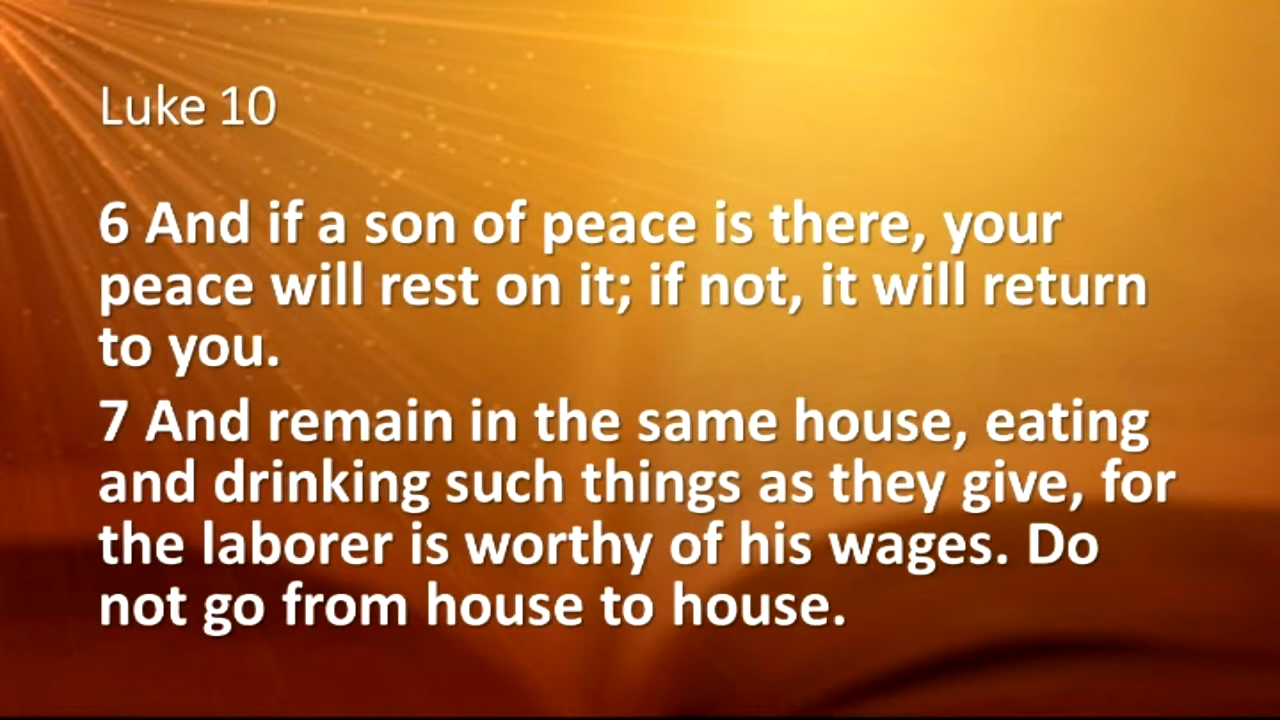 Luke 10
6 And if a son of peace is there, your
peace will rest on it; if not, it will return
to you.
7 And remain in the same house, eating
and drinking such things as they give, for
the laborer is worthy of his wages. Do
not go from house to house.